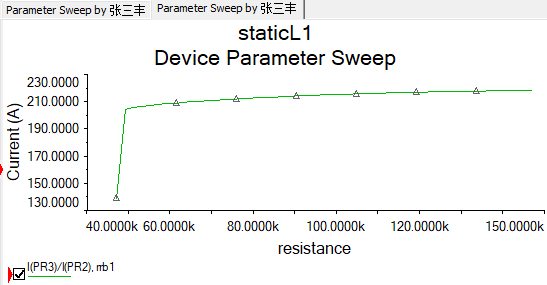 Parameter Sweep by 张三丰 Parameter Sweep by 张三丰
staticL1
Device Parameter Sweep
Current (A)
230.0000
210.0000
190.0000
170.0000
150.0000
130.0000
40.0000k 60.0000k 80.0000k 100.0000k 120.0000k 150.0000k
resistance
I(PR3)/I(PR2), rrb1